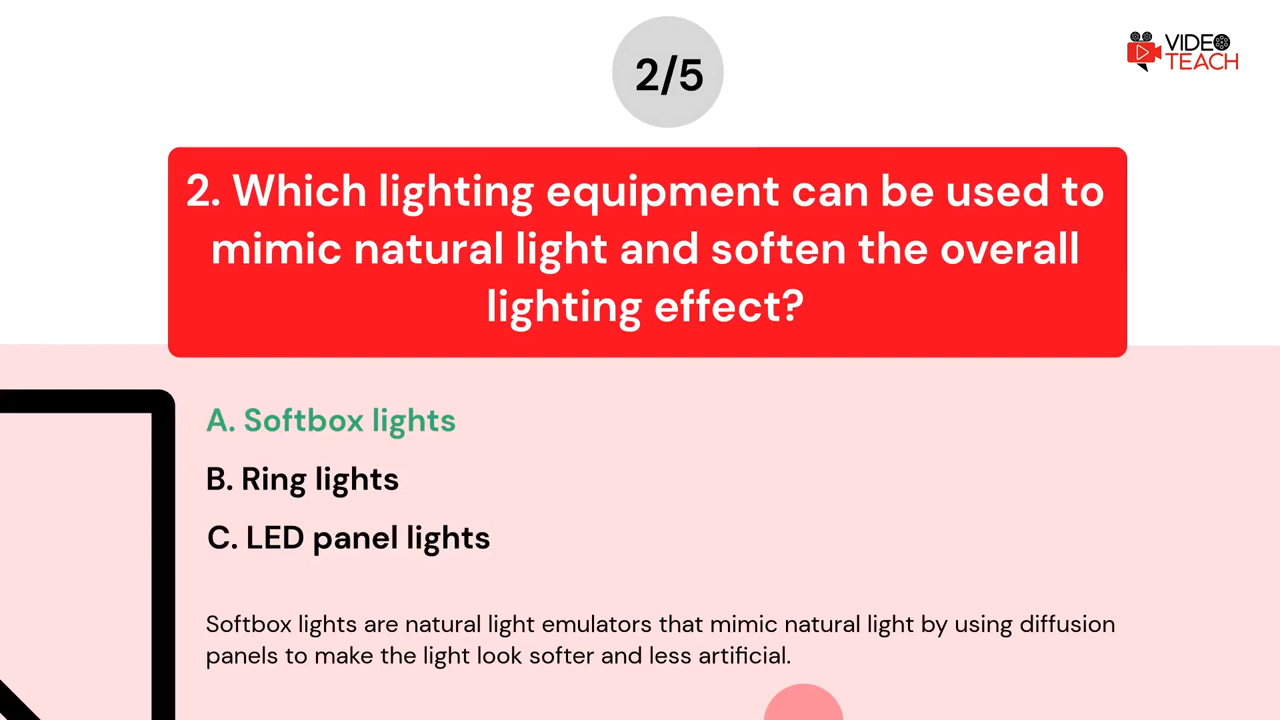 2/5
VIDEO
TEACH
2. Which lighting equipment can be used to
mimic natural light and soften the overall
lighting effect?
A. Softbox lights
B. Ring lights
C. LED panel lights
Softbox lights are natural light emulators that mimic natural light by using diffusion
panels to make the light look softer and less artificial.